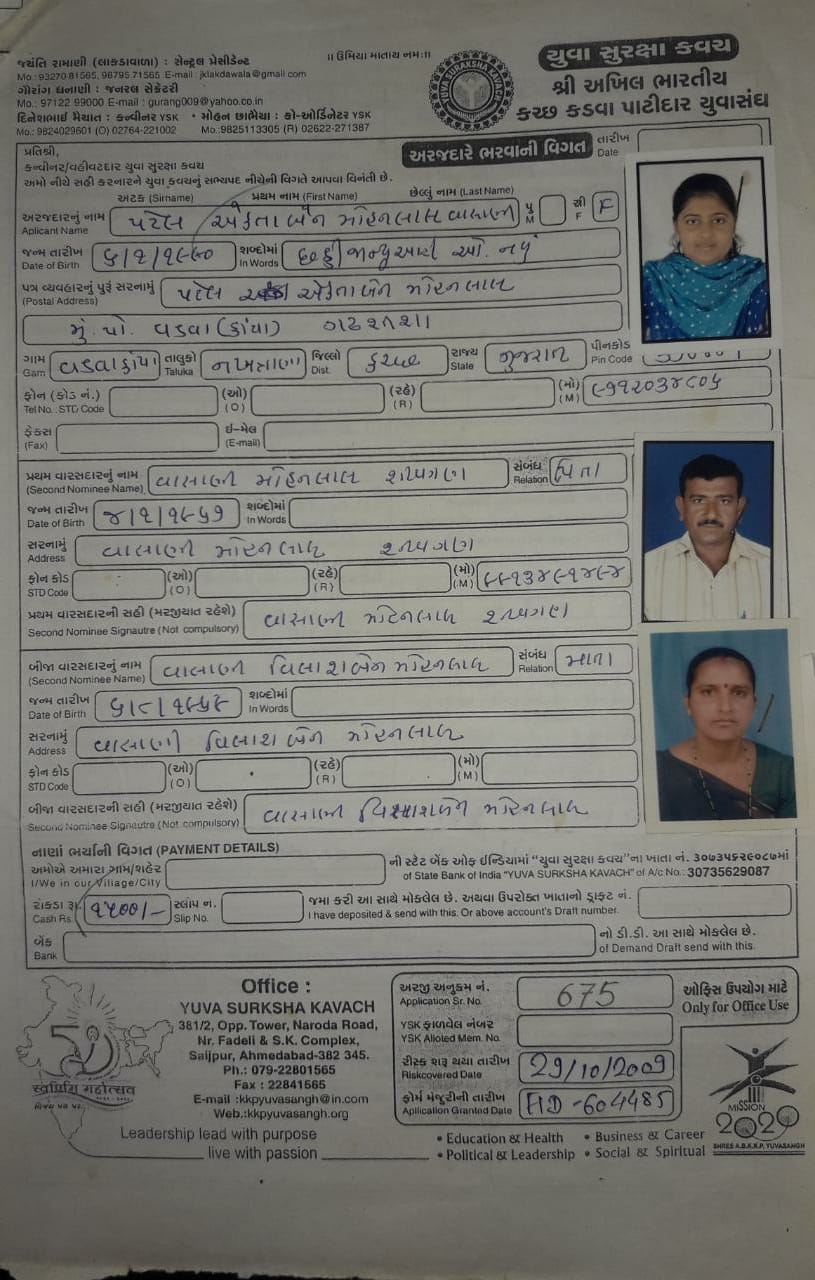 ॥ ઉમિયા માતાય નમઃ॥
જયંતિ રામાણી (લાકડાવાળા) : સેન્ટ્રલ પ્રેસીડેન્ટ
Mo : 93270 81565, 98795 71565 E-mail : jklakdawala@gmail.com
ગૌરાંગ ધનાણી : જનરલ સેક્રેટરી
Mo.: 97122 99000 E-mail : gurang009@yahoo.co.in
દિનેશભાઈ મૈયાત : કન્વીનર YSK • મોહન છાભૈયા : કો-ઓર્ડિનેટર YSK
Mo.: 9824029601 (O) 02764-221002 Mo.:9825113305 (R) 02622-271387
YUVA SURAKSHA KAVACH
યુવા સુરક્ષા કવચ
શ્રી અખિલ ભારતીય
કચ્છ કડવા પાટીદાર યુવાસંઘ
અરજદારે ભરવાની વિગત
તારીખ
Date
પ્રતિશ્રી,
કન્વીનર/વહીવટદાર યુવા સુરક્ષા કવચ
અમો નીચે સહી કરનારને યુવા કવચનું સભ્યપદ નીચેની વિગતે આપવા વિનંતી છે.
અટક (Sirname) પ્રથમ નામ (First Name) છેલ્લું નામ (Last Name)
અરજદારનું નામ પટેલ એકતાબેન મોહનલાલ વાસાણી પુ સ્ત્રી F
Aplicant Name M F
જન્મ તારીખ ૬/૧/૧૯૯૦ શબ્દોમાં છઠ્ઠી જાન્યુઆરી ઓ. નવું
Date of Birth In Words
પત્ર વ્યવહારનું પુરૂં સરનામું પટેલ એકતાબેન મોહનલાલ
(Postal Address)
મું. પો. વડવા (કાંયા)
ગામ વડવા કાંયા તાલુકો નખત્રાણા જિલ્લો કચ્છ રાજ્ય ગુજરાત પીનકોડ
Gam Taluka Dist. State Pin Code
ફોન (કોડ નં.) (ઓ) (રહે) (મો) ૯૭૧૨૦૩૪૮૦૬
Tel No.: STD Code (O) (R) (M)
ફેક્સ ઈ-મેલ
(Fax) (E-mail)
પ્રથમ વારસદારનું નામ વાસાણી મોહનલાલ શીવગણ સંબંધ પિતા
(Second Nominee Name) Relation
જન્મ તારીખ ૪/૧/૧૯૬૭ શબ્દોમાં
Date of Birth In Words
સરનામું વાસાણી મોહનલાલ શીવગણ
Address
ફોન કોડ (ઓ) (રહે) (મો) ૯૯૧૩૪૯૧૪૯૪
STD Code (O) (R) (M)
પ્રથમ વારસદારની સહી (મરજીયાત રહેશે) વાસાણી મોહનલાલ શીવગણ
Second Nominee Signautre (Not compulsory)
બીજા વારસદારનું નામ વાસાણી વિલાશબેન મોહનલાલ સંબંધ માતા
(Second Nominee Name) Relation
જન્મ તારીખ ૬/૮/૧૯૬૯ શબ્દોમાં
Date of Birth In Words
સરનામું વાસાણી વિલાશબેન મોહનલાલ
Address
ફોન કોડ (ઓ) (રહે) (મો)
STD Code (O) (R) (M)
બીજા વારસદારની સહી (મરજીયાત રહેશે) વાસાણી વિલાશબેન મોહનલાલ
Second Nominee Signautre (Not compulsory)
નાણાં ભર્યાની વિગત (PAYMENT DETAILS)
અમોએ અમારા ગામ/શહેર ની સ્ટેટ બેંક ઓફ ઈન્ડિયામાં "યુવા સુરક્ષા કવચ"ના ખાતા નં. ૩૦૭૩૫૬૨૯૦૮૭માં
I/We in our Village/City of State Bank of India "YUVA SURKSHA KAVACH" of A/c No.: 30735629087
રોકડા રૂા. ૧૫૦૦/- સ્લીપ નં. જમા કરી આ સાથે મોકલેલ છે. અથવા ઉપરોક્ત ખાતાનો ડ્રાફ્ટ નં.
Cash Rs. Slip No. I have deposited & send with this. Or above account's Draft number.
બેંક નો ડી.ડી. આ સાથે મોકલેલ છે.
Bank of Demand Draft send with this.
સ્વર્ણિમ મહોત્સવ
Office :
YUVA SURKSHA KAVACH
381/2, Opp. Tower, Naroda Road,
Nr. Fadeli & S.K. Complex,
Saijpur, Ahmedabad-382 345.
Ph.: 079-22801565
Fax : 22841565
E-mail :kkpyuvasangh@in.com
Web.:kkpyuvasangh.org
Leadership lead with purpose
live with passion
અરજી અનુક્રમ નં. 675
Application Sr. No.
YSK ફાળવેલ નંબર
YSK Alloted Mem. No.
રીસ્ક શરૂ થયા તારીખ 29/10/2009
Riskcovered Date
ફોર્મ મંજુરીની તારીખ HD-604485
Apllication Granted Date
ઓફિસ ઉપયોગ માટે
Only for Office Use
• Education & Health • Business & Career
• Political & Leadership • Social & Spiritual
MISSION
2029
SHREE A.B.K.K.P. YUVASANGH